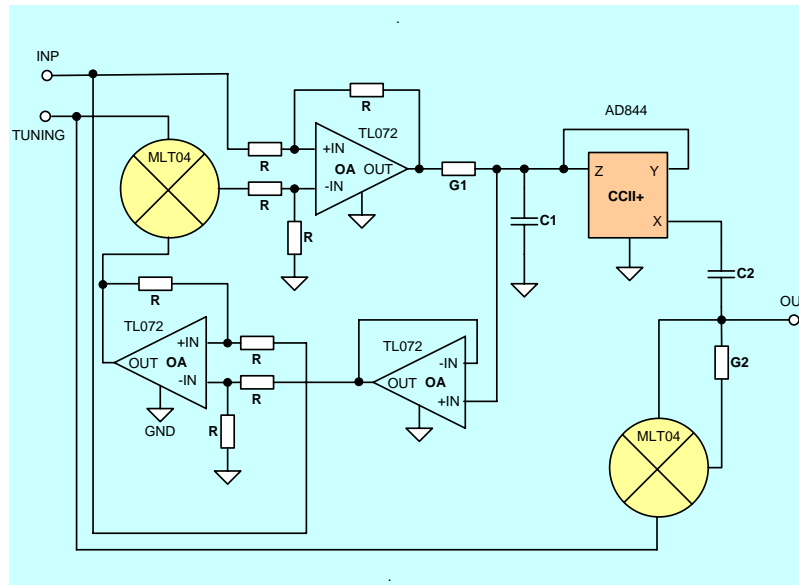 INP
TUNING
MLT04
R
R
R
R
TL072
+IN
OA OUT
-IN
G1
C1
AD844
Z Y
CCII+
X
C2
OU
G2
MLT04
R
TL072
+IN
OUT OA
-IN
GND
R
R
R
TL072
-IN
OUT OA
+IN